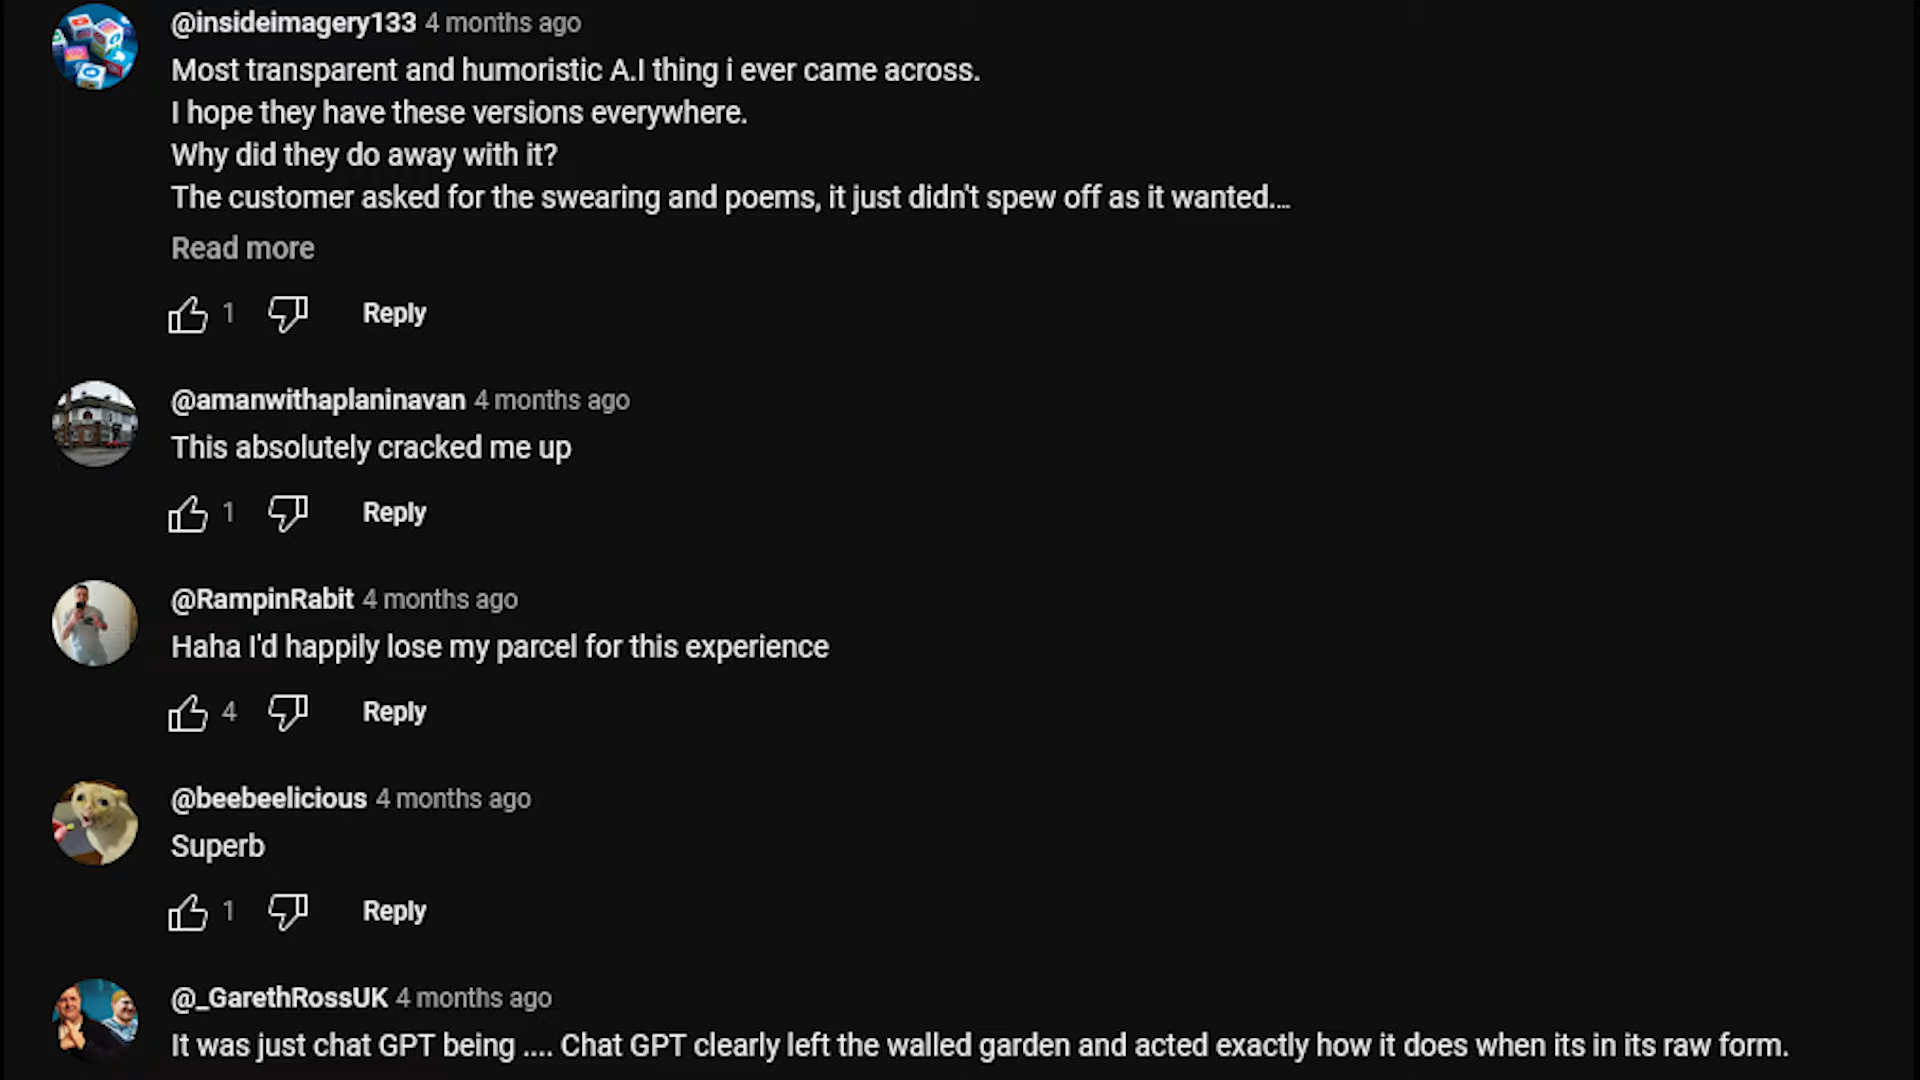 @insideimagery133 4 months ago
Most transparent and humoristic A.I thing i ever came across.
I hope they have these versions everywhere.
Why did they do away with it?
The customer asked for the swearing and poems, it just didn't spew off as it wanted....
Read more
1 Reply
@amanwithaplaninavan 4 months ago
This absolutely cracked me up
1 Reply
@RampinRabit 4 months ago
Haha I'd happily lose my parcel for this experience
4 Reply
@beebeelicious 4 months ago
Superb
1 Reply
@_GarethRossUK 4 months ago
It was just chat GPT being .... Chat GPT clearly left the walled garden and acted exactly how it does when its in its raw form.